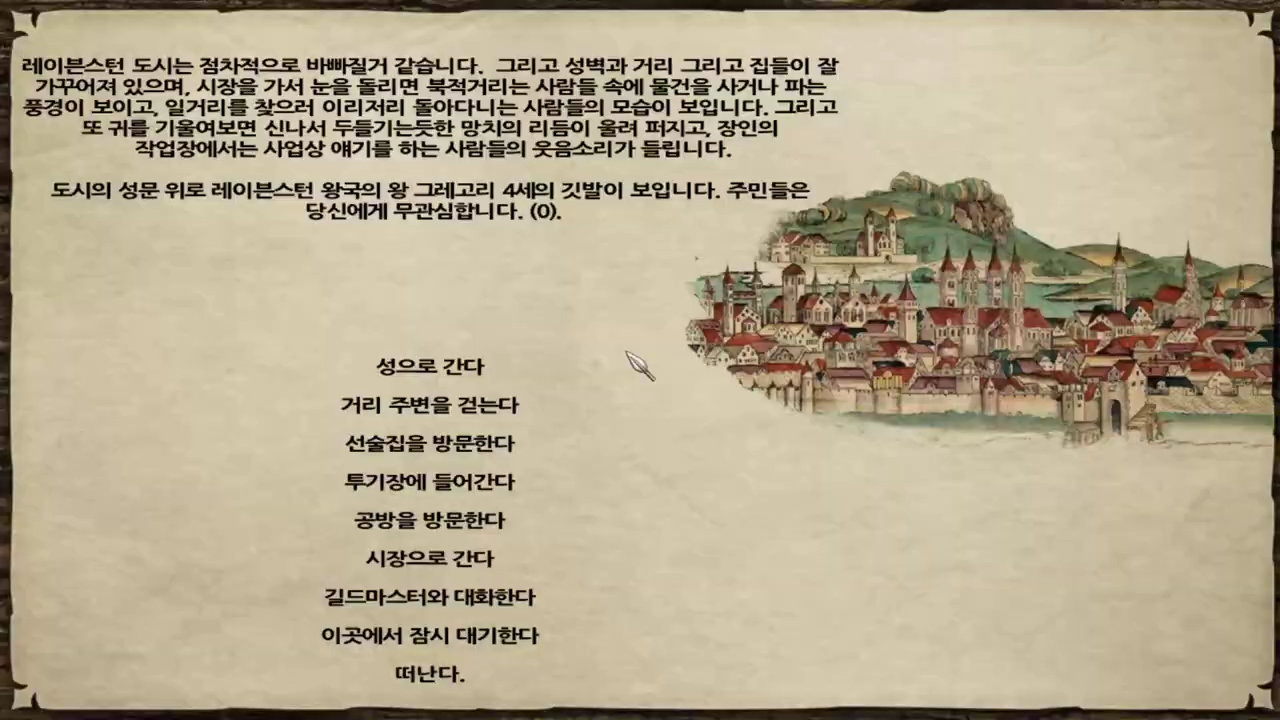 레이븐스턴 도시는 점차적으로 바빠질거 같습니다. 그리고 성벽과 거리 그리고 집들이 잘
가꾸어져 있으며, 시장을 가서 눈을 돌리면 북적거리는 사람들 속에 물건을 사거나 파는
풍경이 보이고, 일거리를 찾으러 이리저리 돌아다니는 사람들의 모습이 보입니다. 그리고
또 귀를 기울여보면 신나서 두들기는듯한 망치의 리듬이 울려 퍼지고, 장인의
작업장에서는 사업상 얘기를 하는 사람들의 웃음소리가 들립니다.
도시의 성문 위로 레이븐스턴 왕국의 왕 그레고리 4세의 깃발이 보입니다. 주민들은
당신에게 무관심합니다. (0).
성으로 간다
거리 주변을 걷는다
선술집을 방문한다
투기장에 들어간다
공방을 방문한다
시장으로 간다
길드마스터와 대화한다
이곳에서 잠시 대기한다
떠난다.